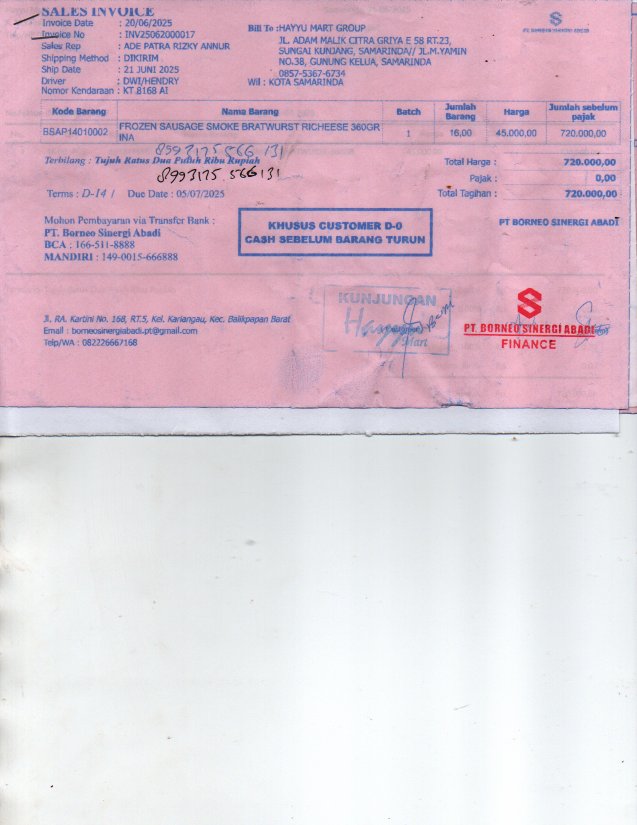 SALES INVOICE
Invoice Date : 20/06/2025
Invoice No : INV25062000017
Sales Rep : ADE PATRA RIZKY ANNUR
Shipping Method : DIKIRIM
Ship Date : 21 JUNI 2025
Driver : DWI/HENDRY
Nomor Kendaraan : KT 8168 AI
Bill To : HAYYU MART GROUP
JL. ADAM MALIK CITRA GRIYA E 58 RT.23,
SUNGAI KUNJANG, SAMARINDA// JL.M.YAMIN
NO.38, GUNUNG KELUA, SAMARINDA
0857-5367-6734
Wil : KOTA SAMARINDA
PT BORNEO SINERGI ABADI
Kode Barang Nama Barang Batch Jumlah Barang Harga Jumlah sebelum pajak
BSAP14010002 FROZEN SAUSAGE SMOKE BRATWURST RICHEESE 360GR INA 1 16,00 45.000,00 720.000,00
8993175 566 131
Terbilang : Tujuh Ratus Dua Puluh Ribu Rupiah
8993175 566131
Total Harga : 720.000,00
Pajak : 0,00
Total Tagihan : 720.000,00
Terms : D-14 / Due Date : 05/07/2025
Mohon Pembayaran via Transfer Bank :
PT. Borneo Sinergi Abadi
BCA : 166-511-8888
MANDIRI : 149-0015-666888
KHUSUS CUSTOMER D-0
CASH SEBELUM BARANG TURUN
PT BORNEO SINERGI ABADI
KUNJUNGAN
Hayyu
Mart
Jl. RA. Kartini No. 168, RT.5, Kel. Kariangau, Kec. Balikpapan Barat
Email : borneosinergiabadi.pt@gmail.com
Telp/WA : 082226667168
PT. BORNEO SINERGI ABADI
FINANCE